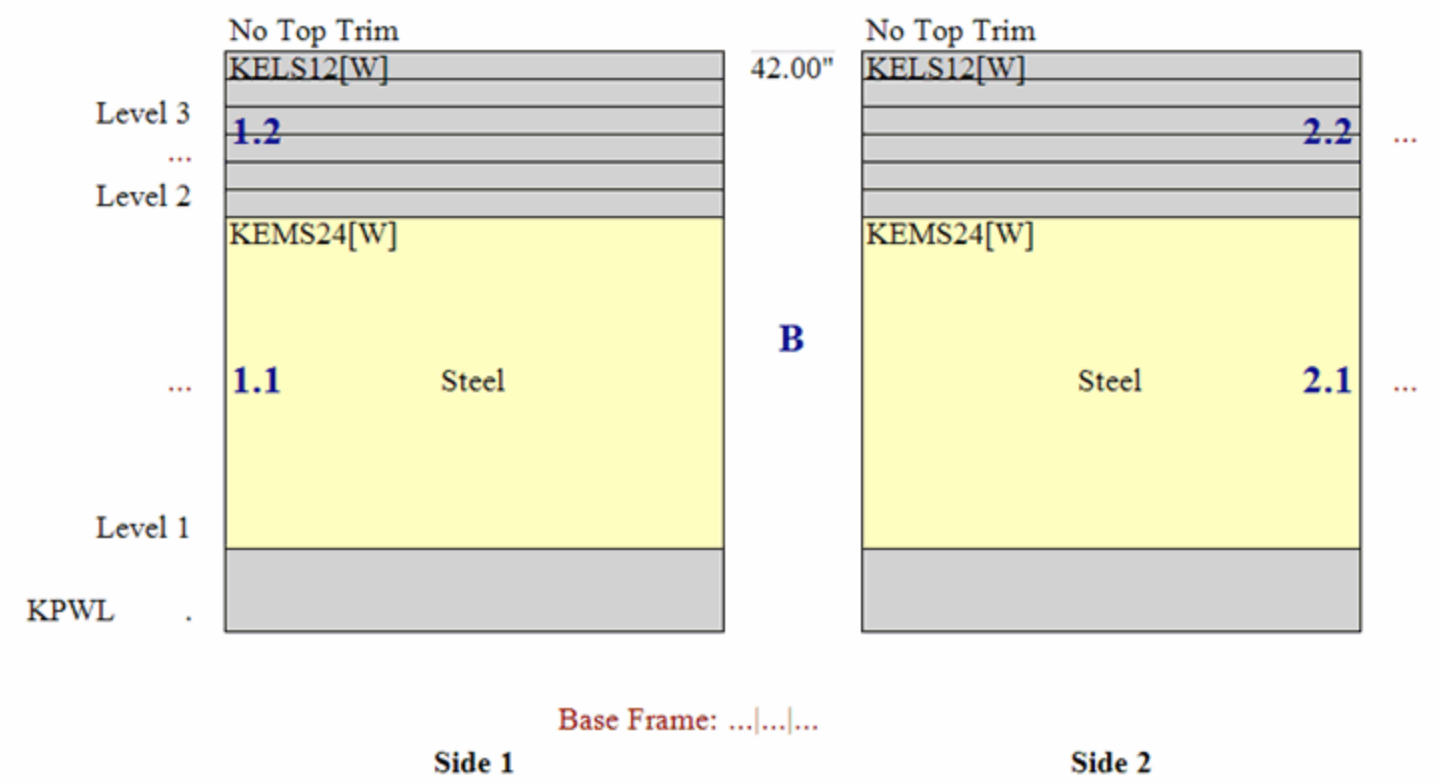 No Top Trim No Top Trim
KELS12[W] 42.00" KELS12[W]
Level 3
1.2 2.2 ...
...
Level 2
KEMS24[W] KEMS24[W]
B
... 1.1 Steel Steel 2.1 ...
Level 1
KPWL .
Base Frame: ...|...|...
Side 1 Side 2